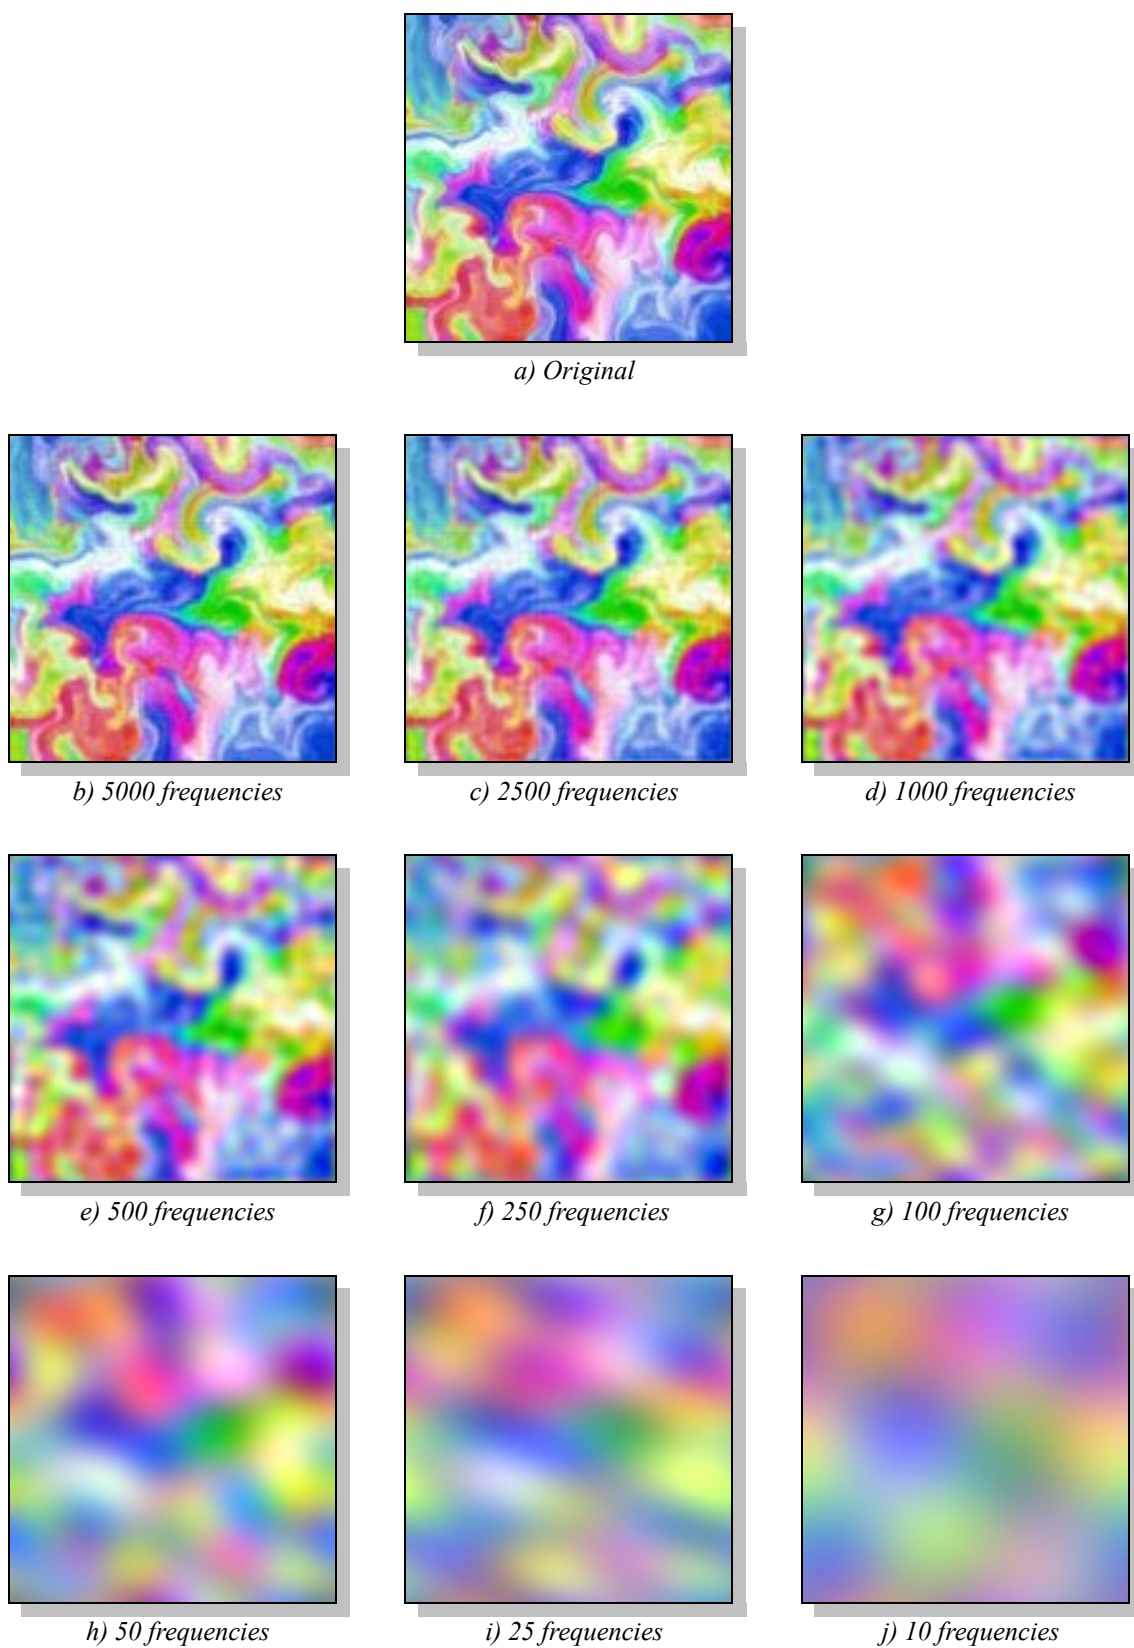 a) Original
b) 5000 frequencies
c) 2500 frequencies
d) 1000 frequencies
e) 500 frequencies
f) 250 frequencies
g) 100 frequencies
h) 50 frequencies
i) 25 frequencies
j) 10 frequencies